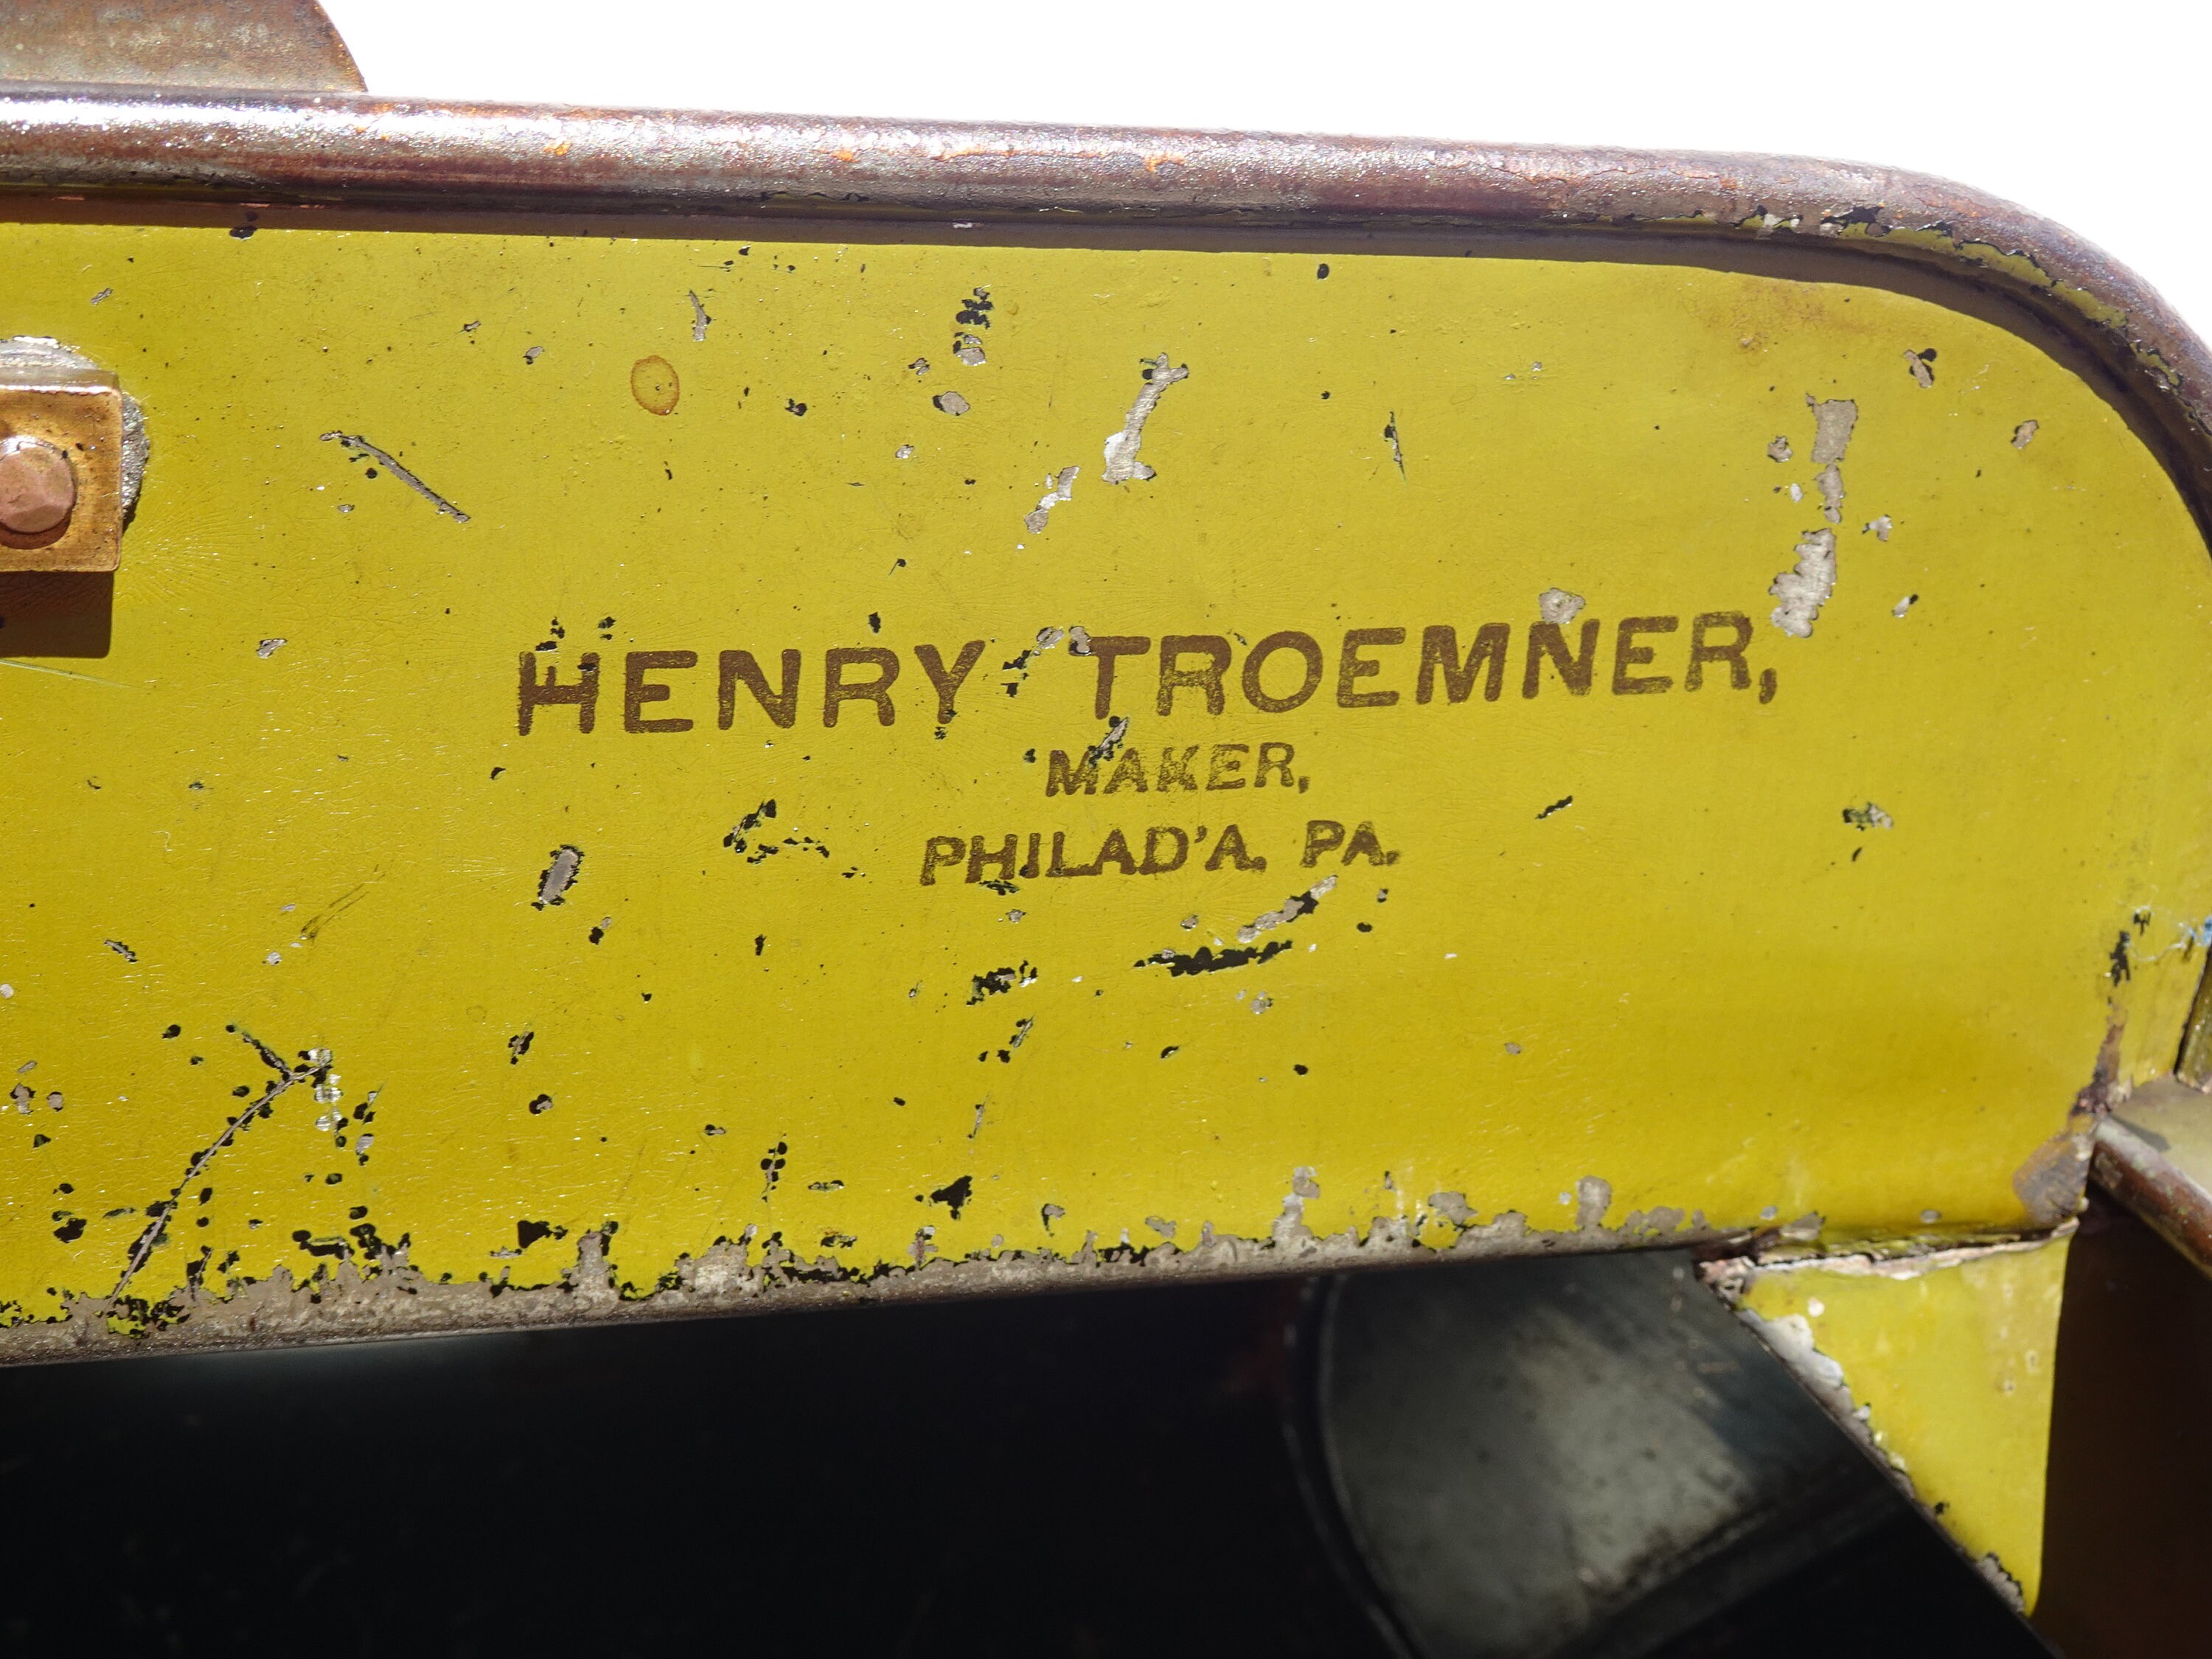 HENRY TROEMNER,
MAKER,
PHILAD'A. PA.